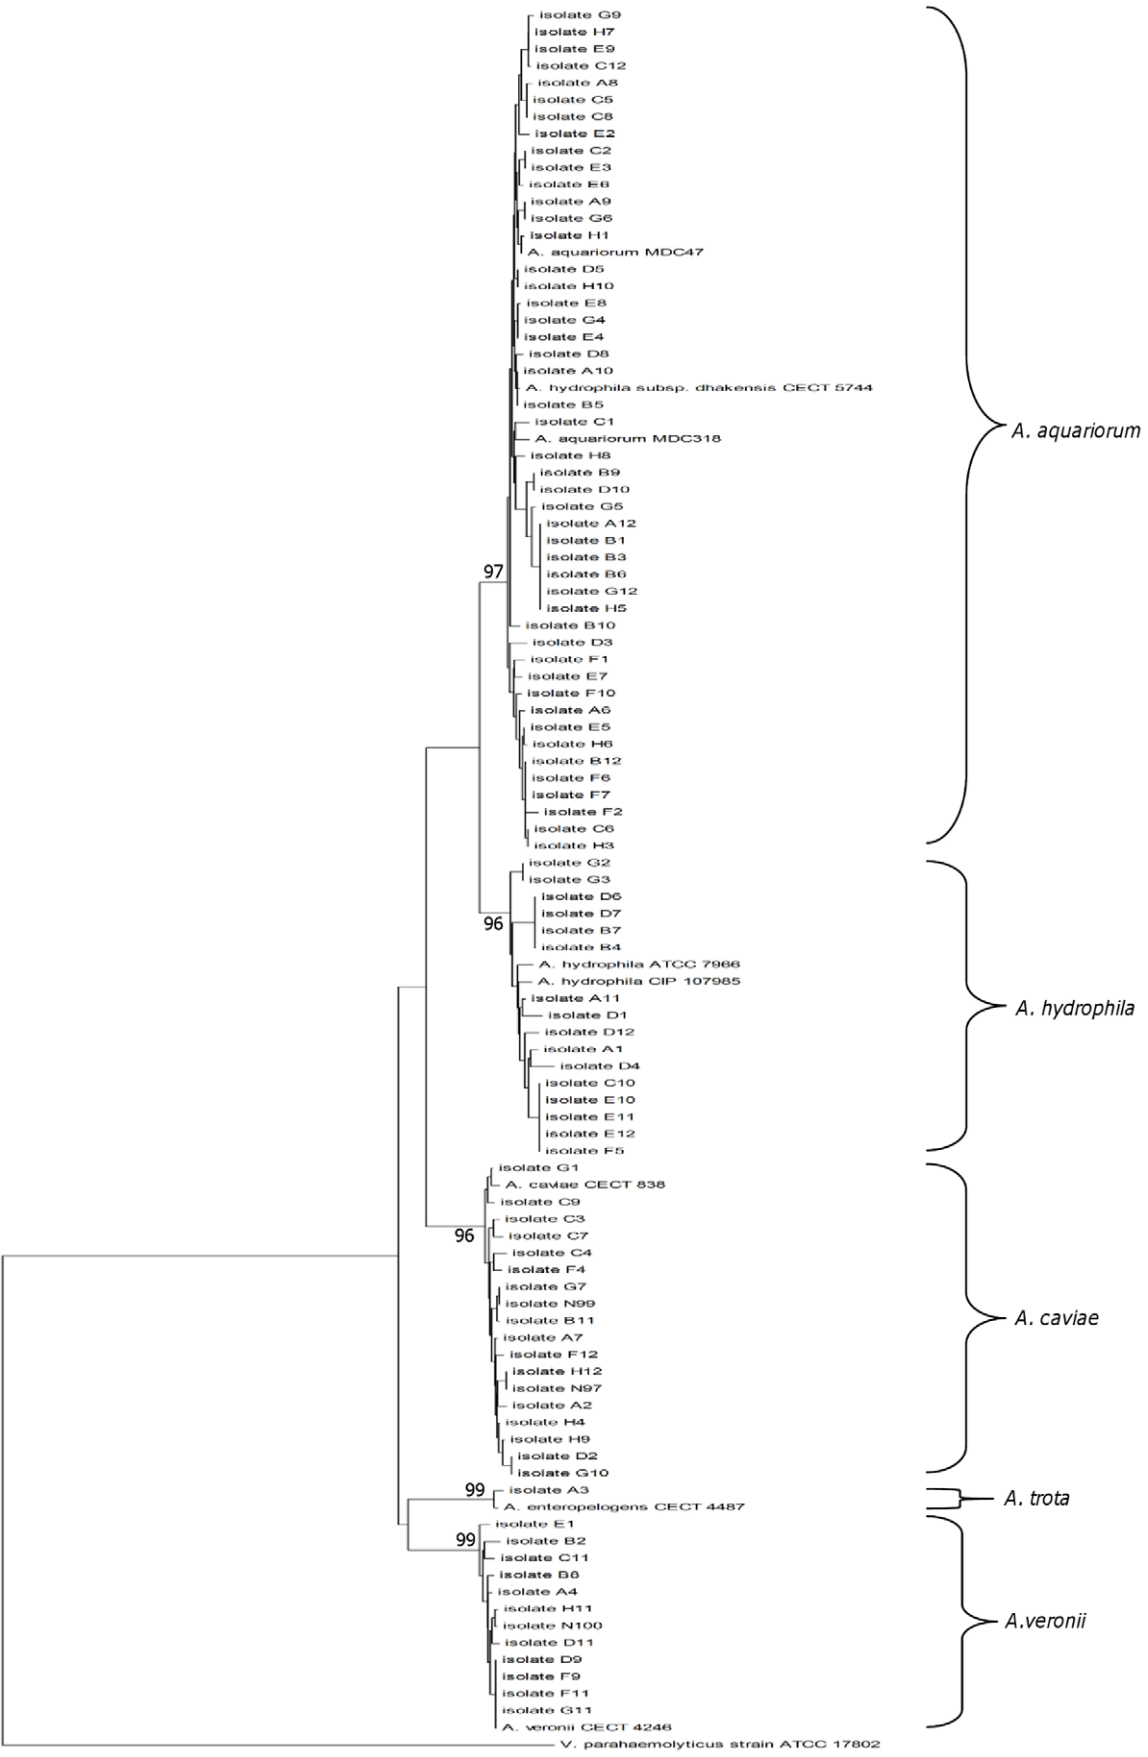 isolate G9
isolate H7
isolate E9
isolate C12
isolate A8
isolate C5
isolate C8
isolate E2
isolate C2
isolate E3
isolate E6
isolate A9
isolate G6
isolate H1
A. aquariorum MDC47
isolate D5
isolate H10
isolate E8
isolate G4
isolate E4
isolate D8
isolate A10
A. hydrophila subsp. dhakensis CECT 5744
isolate B5
isolate C1
A. aquariorum
A. aquariorum MDC318
isolate H8
isolate B9
isolate D10
isolate G5
isolate A12
isolate B1
isolate B3
97
isolate B6
isolate G12
isolate H5
isolate B10
isolate D3
isolate F1
isolate E7
isolate F10
isolate A6
isolate E5
isolate H6
isolate B12
isolate F6
isolate F7
isolate F2
isolate C6
isolate H3
isolate G2
isolate G3
isolate D6
isolate D7
96
isolate B7
isolate B4
A. hydrophila ATCC 7966
A. hydrophila CIP 107985
isolate A11
A. hydrophila
isolate D1
isolate D12
isolate A1
isolate D4
isolate C10
isolate E10
isolate E11
isolate E12
isolate F5
isolate G1
A. caviae CECT 838
isolate C9
isolate C3
96
isolate C7
isolate C4
isolate F4
isolate G7
isolate N99
A. caviae
isolate B11
isolate A7
isolate F12
isolate H12
isolate N97
isolate A2
isolate H4
isolate H9
isolate D2
isolate G10
99
isolate A3
A. trota
A. enteropelogens CECT 4487
isolate E1
99
isolate B2
isolate C11
isolate B8
isolate A4
isolate H11
A.veronii
isolate N100
isolate D11
isolate D9
isolate F9
isolate F11
isolate G11
A. veronii CECT 4246
V. parahaemolyticus strain ATCC 17802